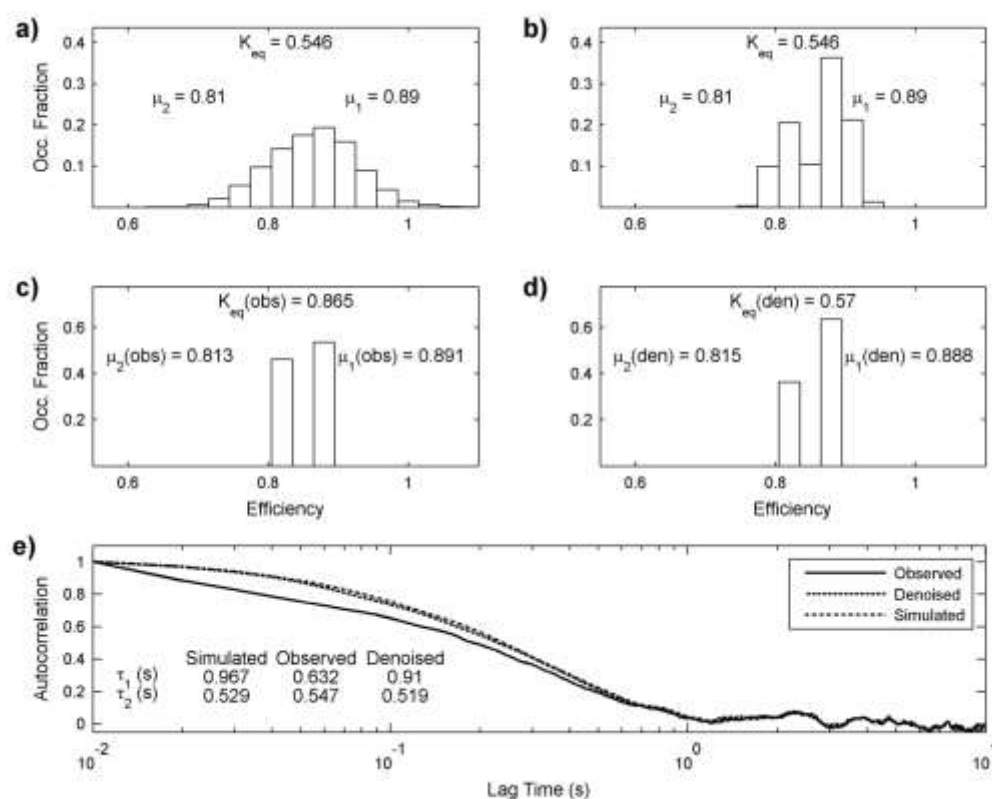 a)
K_eq = 0.546
μ_2 = 0.81
μ_1 = 0.89
Occ. Fraction
0.4
0.3
0.2
0.1
0.6
0.8
1
b)
K_eq = 0.546
μ_2 = 0.81
μ_1 = 0.89
0.4
0.3
0.2
0.1
0.6
0.8
1
c)
K_eq(obs) = 0.865
μ_2(obs) = 0.813
μ_1(obs) = 0.891
Occ. Fraction
0.6
0.4
0.2
0.6
0.8
1
Efficiency
d)
K_eq(den) = 0.57
μ_2(den) = 0.815
μ_1(den) = 0.888
0.6
0.4
0.2
0.6
0.8
1
Efficiency
e)
Autocorrelation
1
0.8
0.6
0.4
0.2
0
Observed
Denoised
Simulated
Simulated Observed Denoised
τ_1 (s) 0.967 0.632 0.91
τ_2 (s) 0.529 0.547 0.519
10^-2
10^-1
10^0
Lag Time (s)